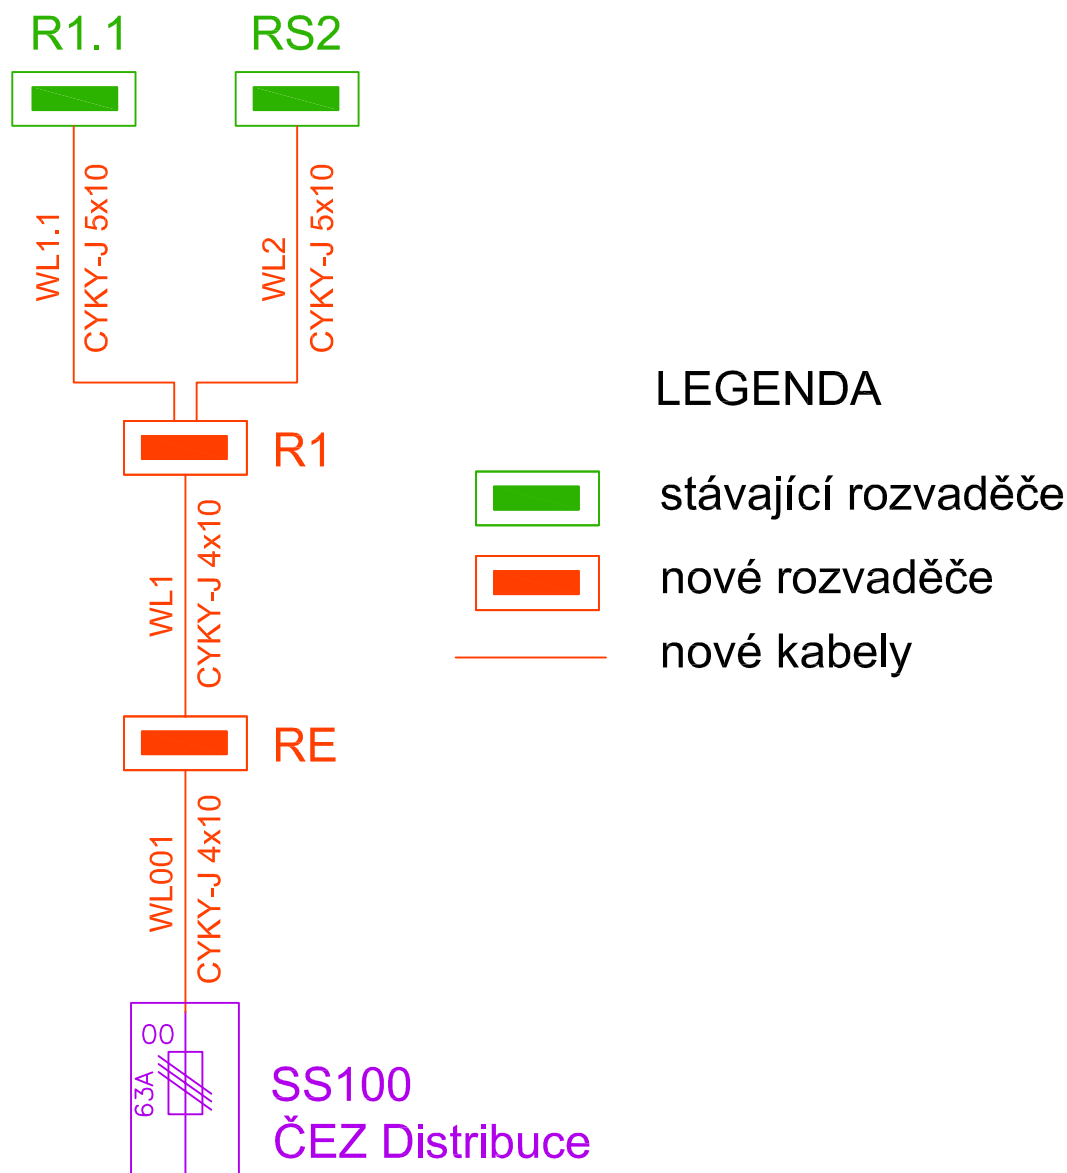 R1.1
RS2
WL1.1
CYKY-J 5x10
WL2
CYKY-J 5x10
R1
LEGENDA
stávající rozvaděče
nové rozvaděče
nové kabely
WL1
CYKY-J 4x10
RE
WL001
CYKY-J 4x10
00
63A
SS100
ČEZ Distribuce